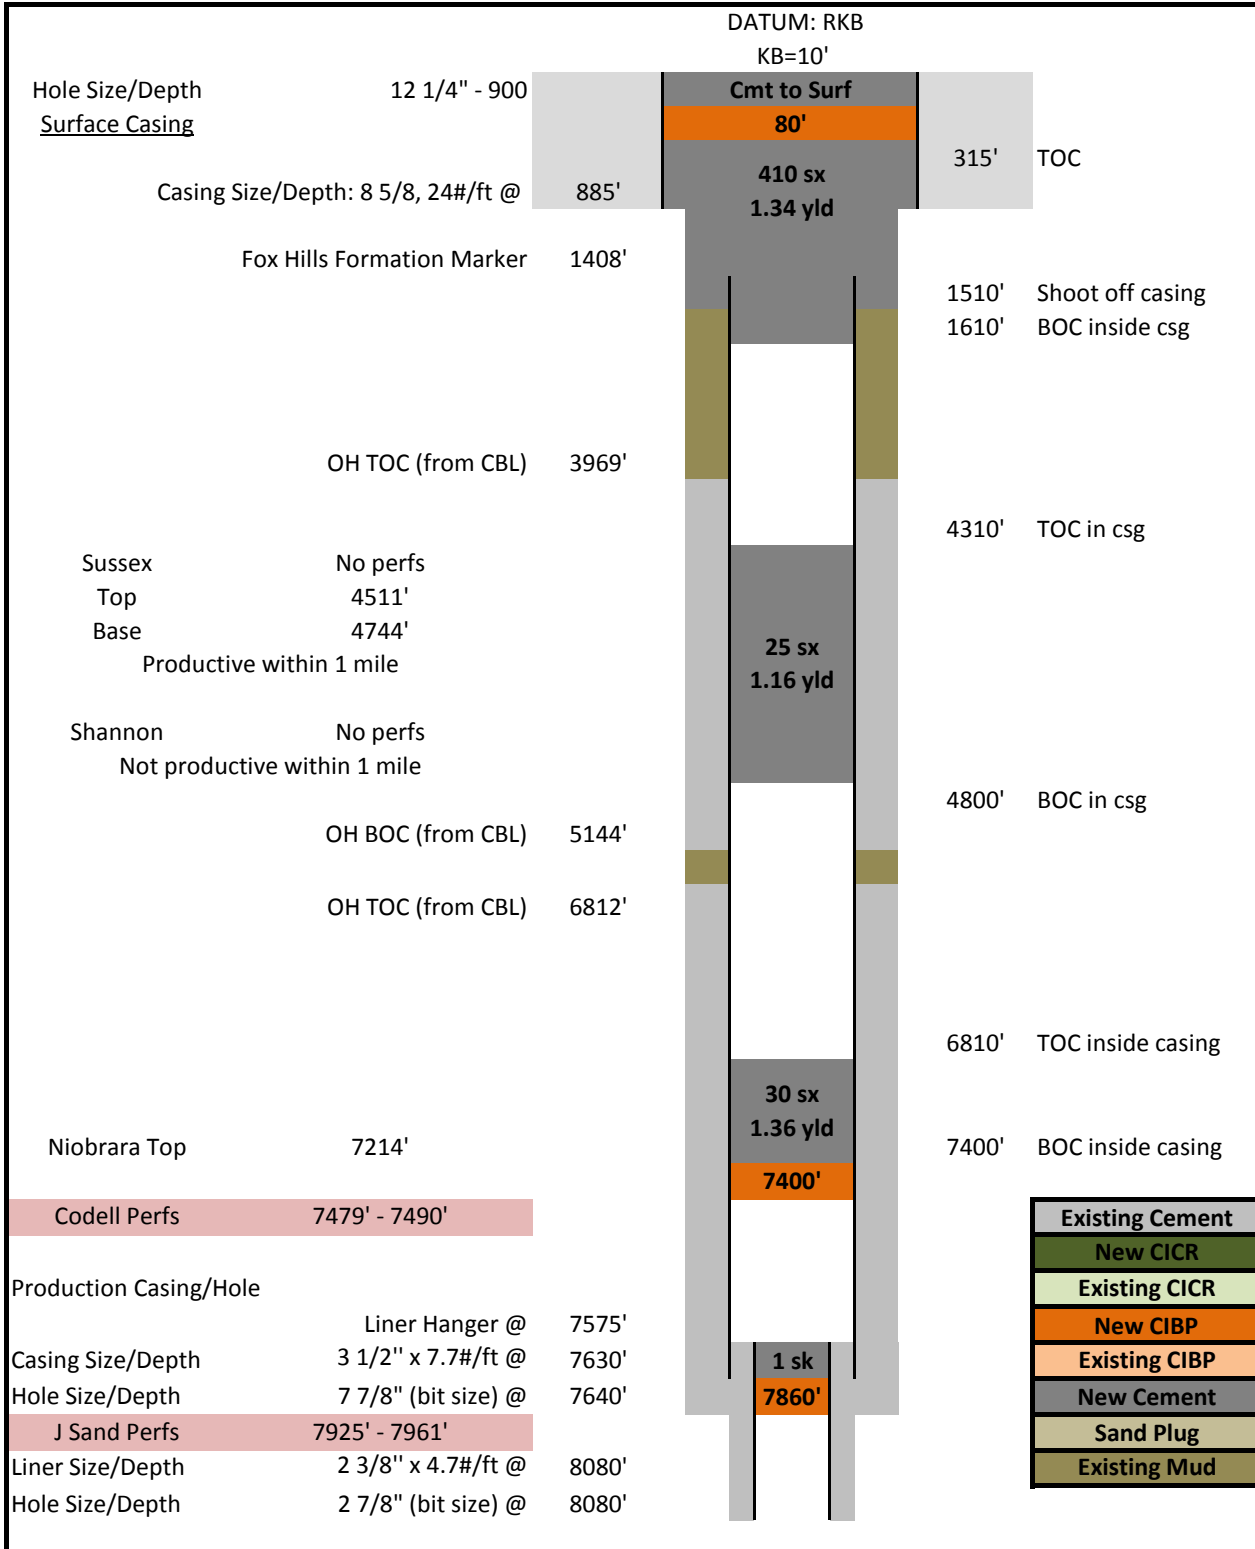 DATUM: RKB
KB=10'
Hole Size/Depth 12 1/4" - 900 Cmt to Surf
Surface Casing 80'
315' TOC
410 sx
Casing Size/Depth: 8 5/8, 24#/ft @ 885'
1.34 yld
Fox Hills Formation Marker 1408'
1510' Shoot off casing
1610' BOC inside csg
OH TOC (from CBL) 3969'
4310' TOC in csg
Sussex No perfs
Top 4511'
Base 4744'
25 sx
Productive within 1 mile
1.16 yld
Shannon No perfs
Not productive within 1 mile
4800' BOC in csg
OH BOC (from CBL) 5144'
OH TOC (from CBL) 6812'
6810' TOC inside casing
30 sx
1.36 yld
Niobrara Top 7214' 7400' BOC inside casing
7400'
Codell Perfs 7479' - 7490'
Production Casing/Hole
Liner Hanger @ 7575'
Casing Size/Depth 3 1/2'' x 7.7#/ft @ 7630' 1 sk
Hole Size/Depth 7 7/8" (bit size) @ 7640' 7860'
J Sand Perfs 7925' - 7961'
Liner Size/Depth 2 3/8'' x 4.7#/ft @ 8080'
Hole Size/Depth 2 7/8" (bit size) @ 8080'
Existing Cement
New CICR
Existing CICR
New CIBP
Existing CIBP
New Cement
Sand Plug
Existing Mud